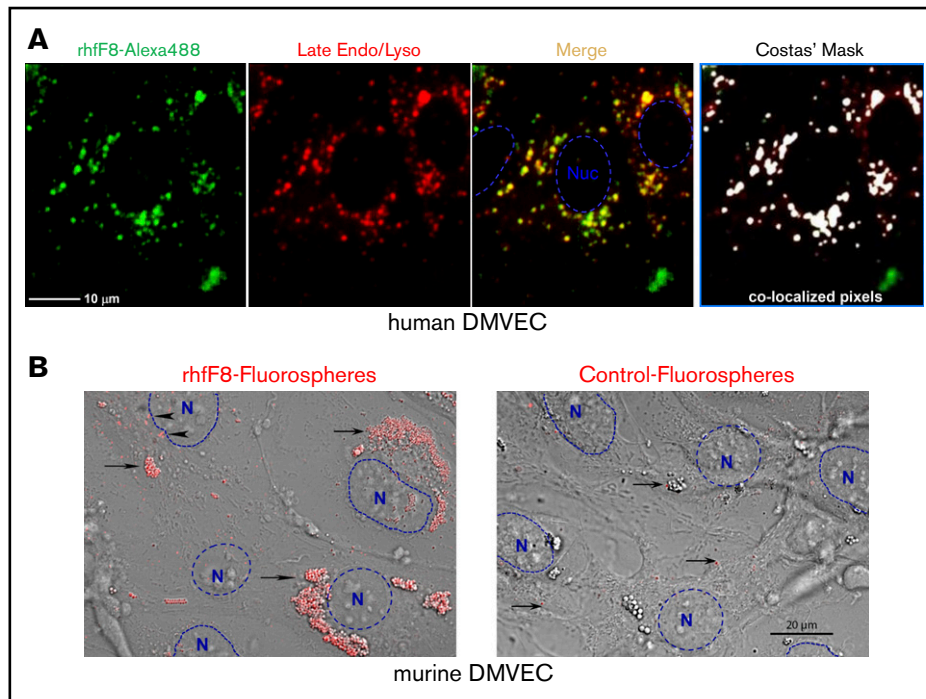 A
rhfF8-Alexa488 Late Endo/Lyso Merge Costas' Mask
Nuc
10 μm
co-localized pixels
human DMVEC
B
rhfF8-Fluorospheres Control-Fluorospheres
N N
N N
N N
N N N
N N
20 μm
murine DMVEC